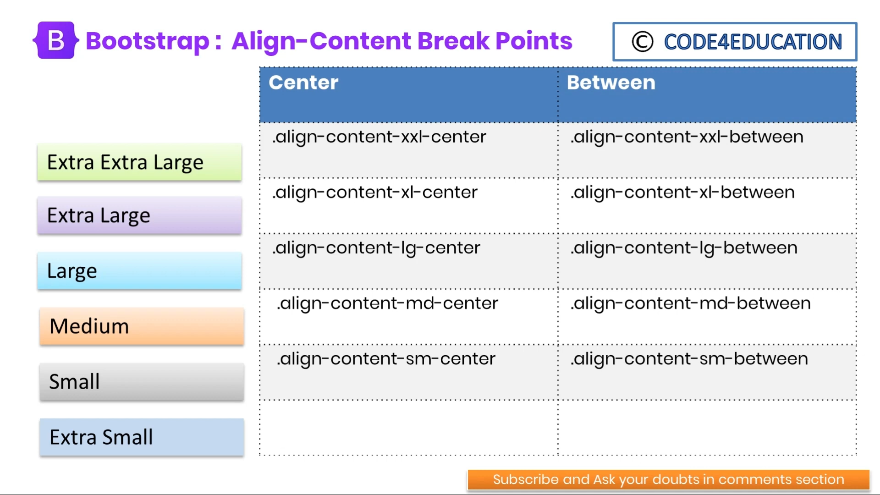 B Bootstrap : Align-Content Break Points
© CODE4EDUCATION
Center Between
Extra Extra Large .align-content-xxl-center .align-content-xxl-between
Extra Large .align-content-xl-center .align-content-xl-between
Large .align-content-lg-center .align-content-lg-between
Medium .align-content-md-center .align-content-md-between
Small .align-content-sm-center .align-content-sm-between
Extra Small
Subscribe and Ask your doubts in comments section